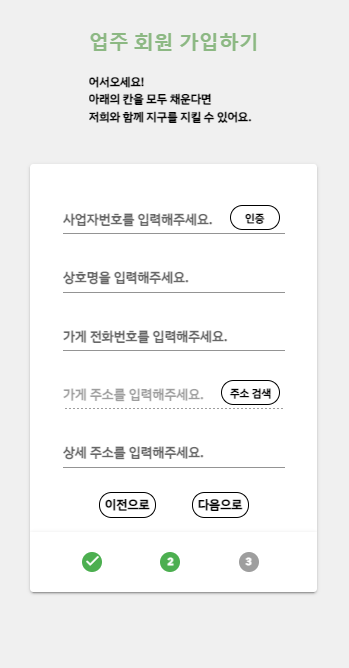 업주 회원 가입하기
어서오세요!
아래의 칸을 모두 채운다면
저희와 함께 지구를 지킬 수 있어요.
사업자번호를 입력해주세요. 인증
상호명을 입력해주세요.
가게 전화번호를 입력해주세요.
가게 주소를 입력해주세요. 주소 검색
상세 주소를 입력해주세요.
이전으로 다음으로
2 3